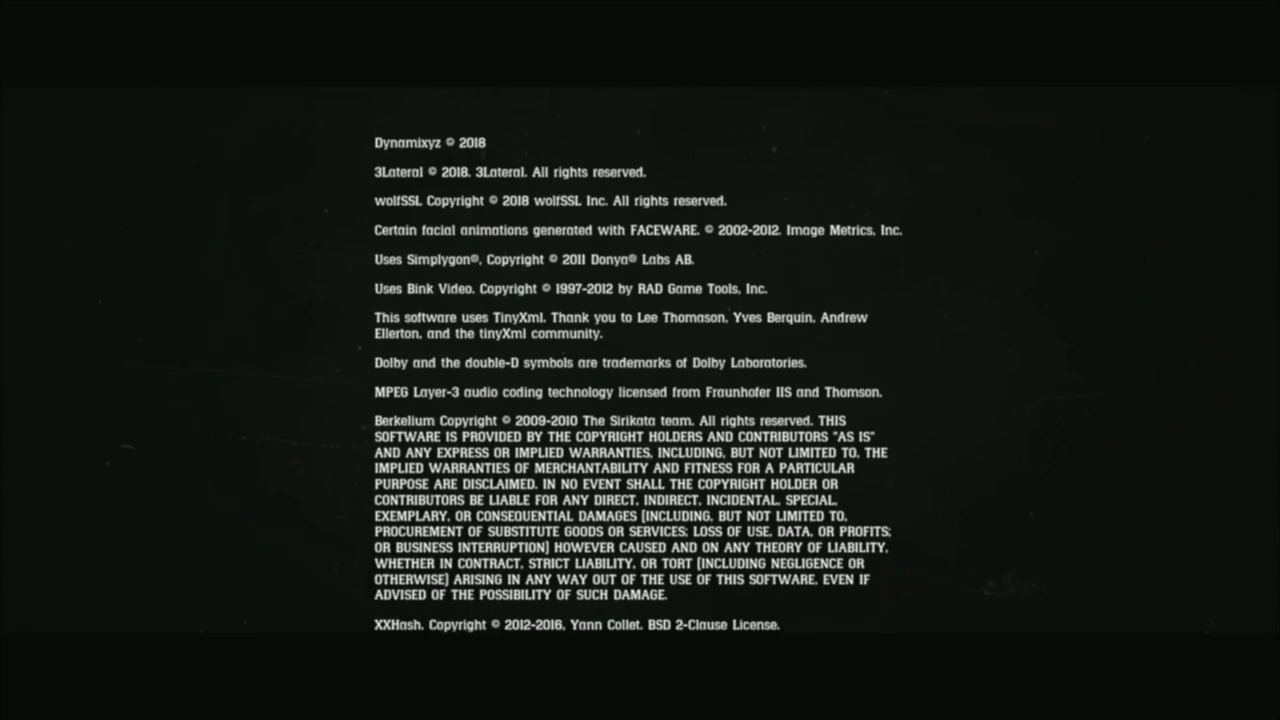 Dynamixyz © 2018
3Lateral © 2018. 3Lateral. All rights reserved.
wolfSSL Copyright © 2018 wolfSSL Inc. All rights reserved.
Certain facial animations generated with FACEWARE. © 2002-2012. Image Metrics, Inc.
Uses Simplygon®, Copyright © 2011 Donya® Labs AB.
Uses Bink Video. Copyright © 1997-2012 by RAD Game Tools, Inc.
This software uses TinyXml. Thank you to Lee Thomason, Yves Berquin, Andrew
Ellerton, and the tinyXml community.
Dolby and the double-D symbols are trademarks of Dolby Laboratories.
MPEG Layer-3 audio coding technology licensed from Fraunhofer IIS and Thomson.
Berkelium Copyright © 2009-2010 The Sirikata team. All rights reserved. THIS
SOFTWARE IS PROVIDED BY THE COPYRIGHT HOLDERS AND CONTRIBUTORS "AS IS"
AND ANY EXPRESS OR IMPLIED WARRANTIES, INCLUDING, BUT NOT LIMITED TO, THE
IMPLIED WARRANTIES OF MERCHANTABILITY AND FITNESS FOR A PARTICULAR
PURPOSE ARE DISCLAIMED. IN NO EVENT SHALL THE COPYRIGHT HOLDER OR
CONTRIBUTORS BE LIABLE FOR ANY DIRECT, INDIRECT, INCIDENTAL, SPECIAL,
EXEMPLARY, OR CONSEQUENTIAL DAMAGES (INCLUDING, BUT NOT LIMITED TO,
PROCUREMENT OF SUBSTITUTE GOODS OR SERVICES; LOSS OF USE, DATA, OR PROFITS;
OR BUSINESS INTERRUPTION) HOWEVER CAUSED AND ON ANY THEORY OF LIABILITY,
WHETHER IN CONTRACT, STRICT LIABILITY, OR TORT (INCLUDING NEGLIGENCE OR
OTHERWISE) ARISING IN ANY WAY OUT OF THE USE OF THIS SOFTWARE, EVEN IF
ADVISED OF THE POSSIBILITY OF SUCH DAMAGE.
XXHash. Copyright © 2012-2016, Yann Collet. BSD 2-Clause License.